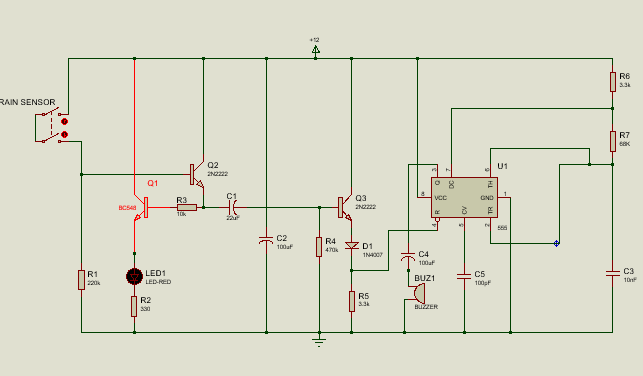 +12
RAIN SENSOR
R6
3.3k
R7
68K
Q2
2N2222
Q1
BC548
R3
10k
C1
22uF
Q3
2N2222
U1
3
7
6
Q
DC
TH
8
VCC
GND
1
R
CV
TR
4
5
2
555
C2
100uF
R4
470k
D1
1N4007
C4
100uF
BUZ1
BUZZER
C5
100pF
C3
10nF
R1
220k
LED1
LED-RED
R2
330
R5
3.3k